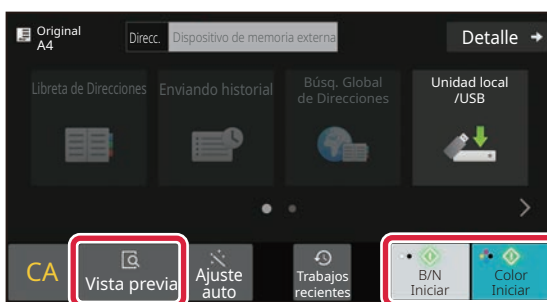 Original
A4
Direcc.
Dispositivo de memoria externa
Detalle
Libreta de Direcciones
Enviando historial
Búsq. Global
de Direcciones
Unidad local
/USB
CA
Vista previa
Ajuste
auto
Trabajos
recientes
B/N
Iniciar
Color
Iniciar